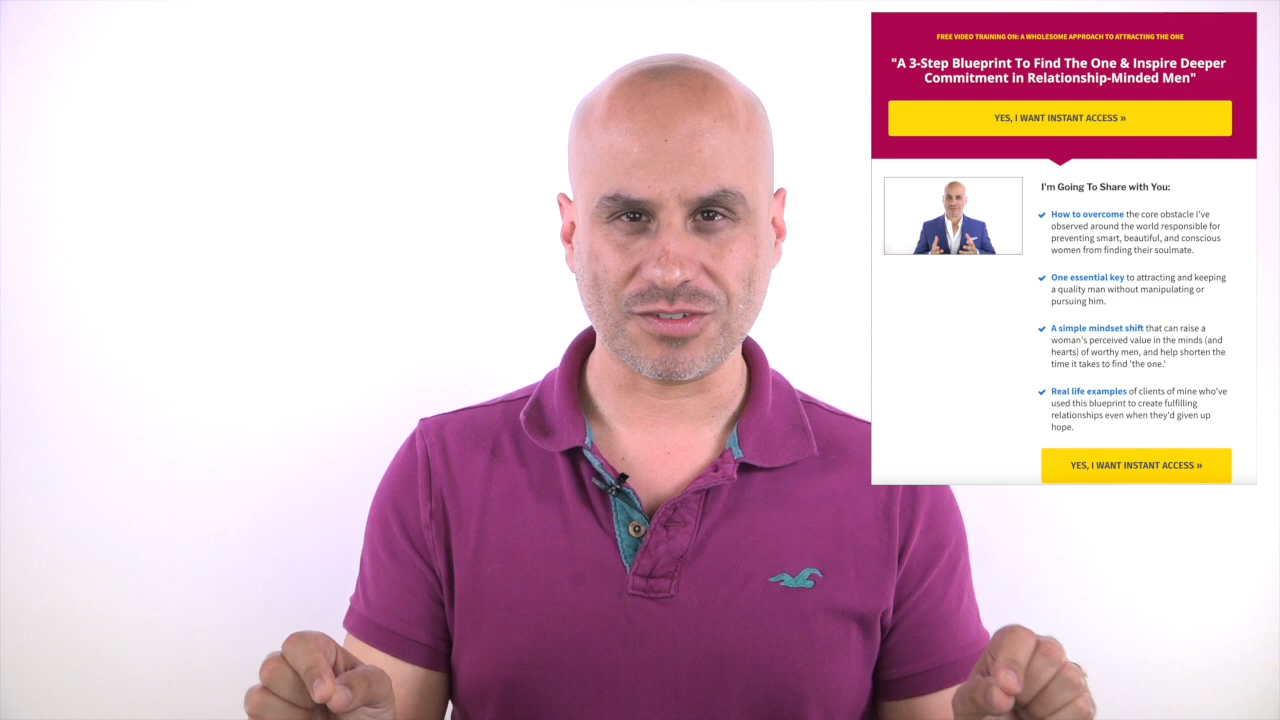 FREE VIDEO TRAINING ON: A WHOLESOME APPROACH TO ATTRACTING THE ONE
"A 3-Step Blueprint To Find The One & Inspire Deeper
Commitment in Relationship-Minded Men"
YES, I WANT INSTANT ACCESS »
I'm Going To Share with You:
How to overcome the core obstacle I've
observed around the world responsible for
preventing smart, beautiful, and conscious
women from finding their soulmate.
One essential key to attracting and keeping
a quality man without manipulating or
pursuing him.
A simple mindset shift that can raise a
woman's perceived value in the minds (and
hearts) of worthy men, and help shorten the
time it takes to find 'the one.'
Real life examples of clients of mine who've
used this blueprint to create fulfilling
relationships even when they'd given up
hope.
YES, I WANT INSTANT ACCESS »